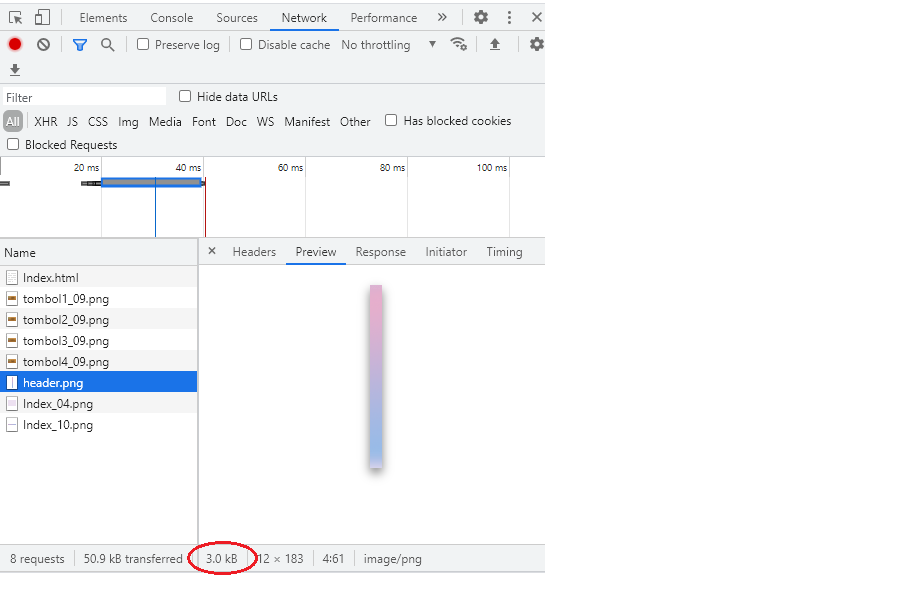 Elements Console Sources Network Performance »
Preserve log Disable cache No throttling ▼
Filter Hide data URLs
All XHR JS CSS Img Media Font Doc WS Manifest Other Has blocked cookies
Blocked Requests
20 ms 40 ms 60 ms 80 ms 100 ms
Name × Headers Preview Response Initiator Timing
Index.html
tombol1_09.png
tombol2_09.png
tombol3_09.png
tombol4_09.png
header.png
Index_04.png
Index_10.png
8 requests 50.9 kB transferred 3.0 kB 12 × 183 4:61 image/png